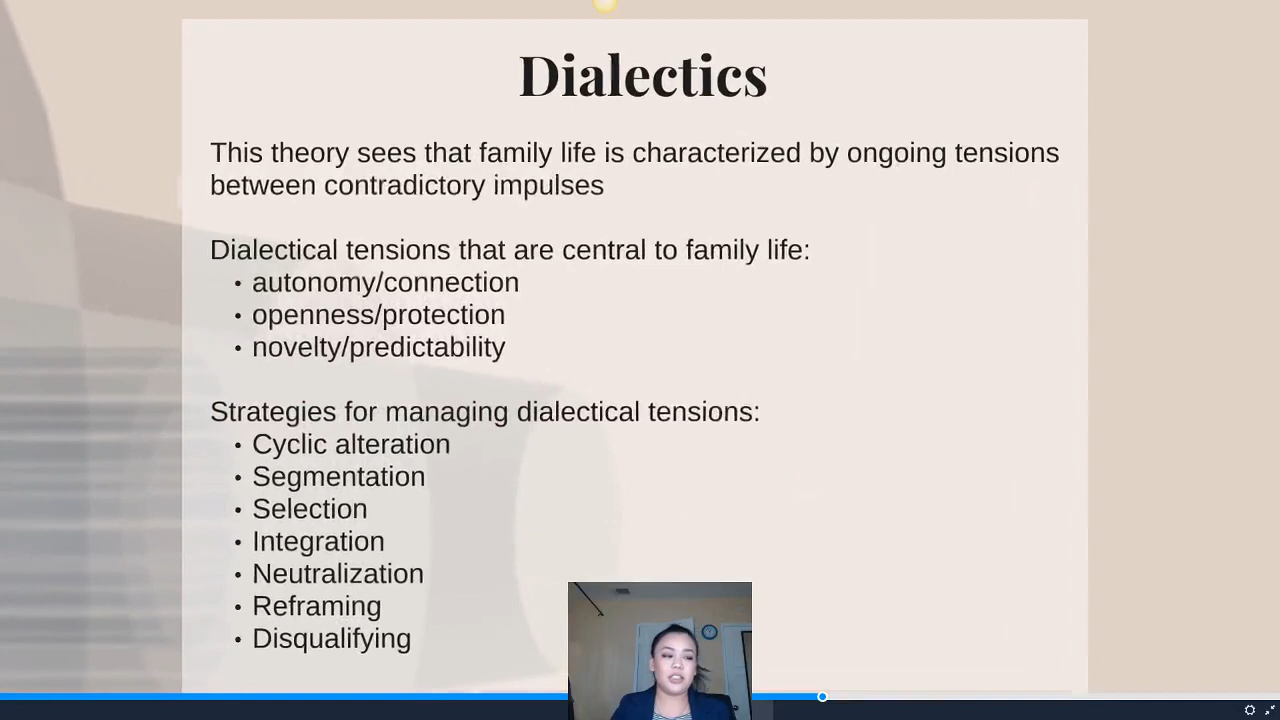 Dialectics
This theory sees that family life is characterized by ongoing tensions
between contradictory impulses
Dialectical tensions that are central to family life:
• autonomy/connection
• openness/protection
• novelty/predictability
Strategies for managing dialectical tensions:
• Cyclic alteration
• Segmentation
• Selection
• Integration
• Neutralization
• Reframing
• Disqualifying